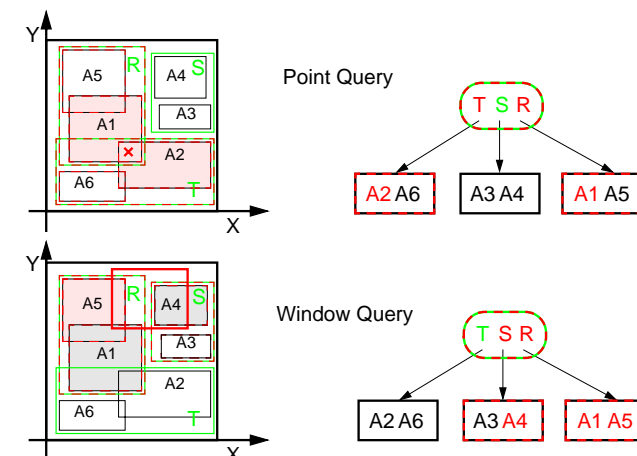 Y
A5
R
A4
S
Point Query
T S R
A1
A3
A2
A6
T
A2 A6
A3 A4
A1 A5
X
Y
A5
R
A4
S
Window Query
T S R
A1
A3
A2
A6
T
A2 A6
A3 A4
A1 A5
X